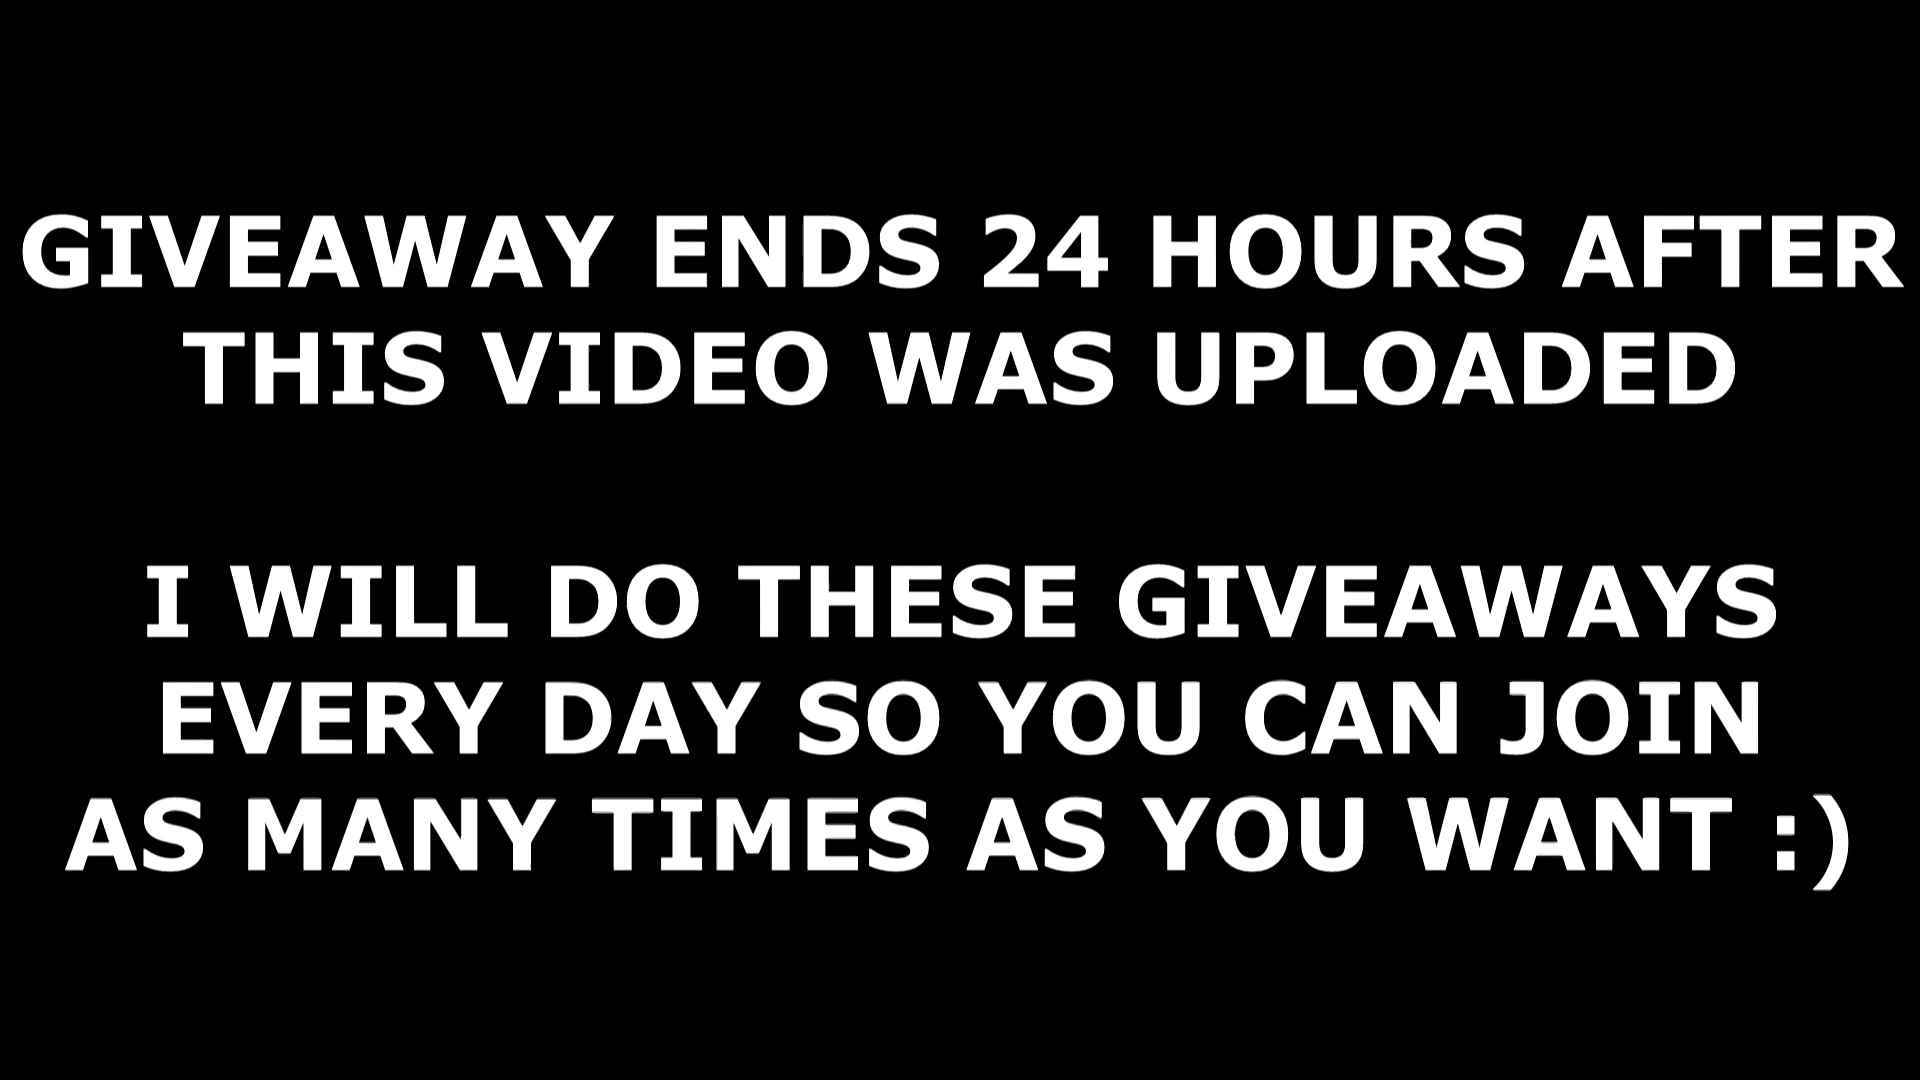 GIVEAWAY ENDS 24 HOURS AFTER
THIS VIDEO WAS UPLOADED
I WILL DO THESE GIVEAWAYS
EVERY DAY SO YOU CAN JOIN
AS MANY TIMES AS YOU WANT :)